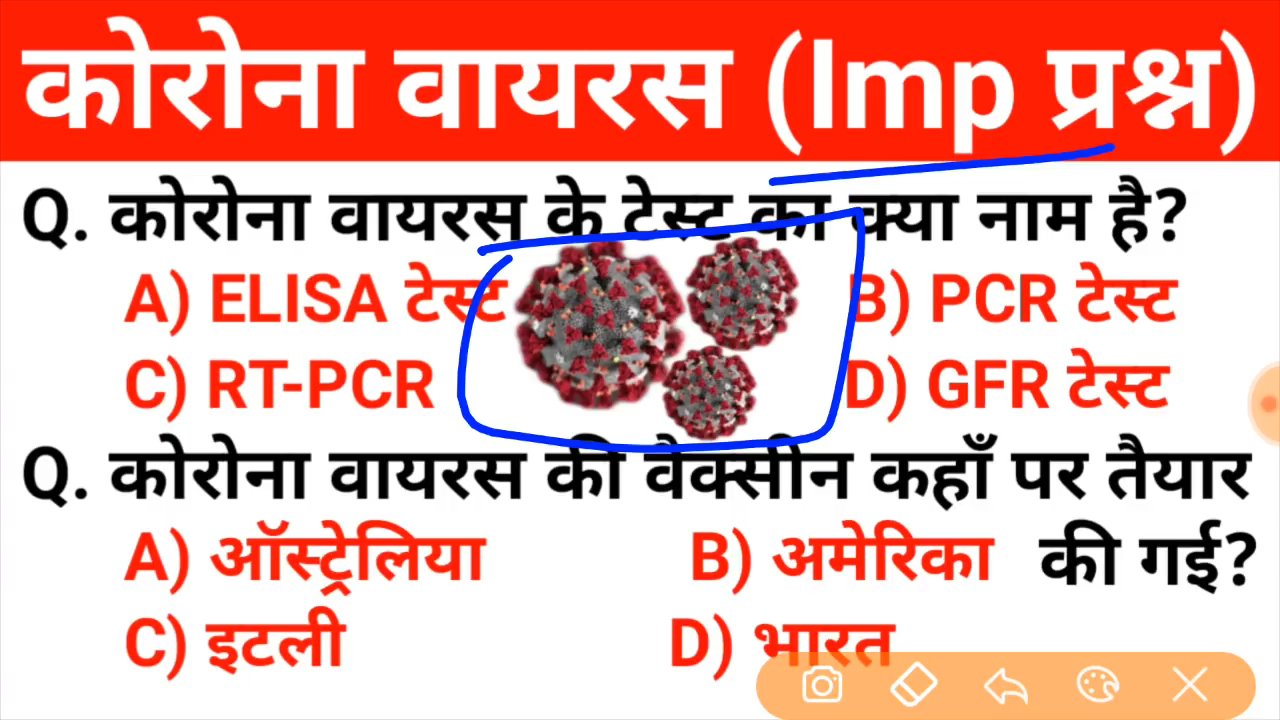 कोरोना वायरस (Imp प्रश्न)
Q. कोरोना वायरस के टेस्ट का क्या नाम है?
A) ELISA टेस्ट B) PCR टेस्ट
C) RT-PCR D) GFR टेस्ट
Q. कोरोना वायरस की वैक्सीन कहाँ पर तैयार
A) ऑस्ट्रेलिया B) अमेरिका की गई?
C) इटली D) भारत